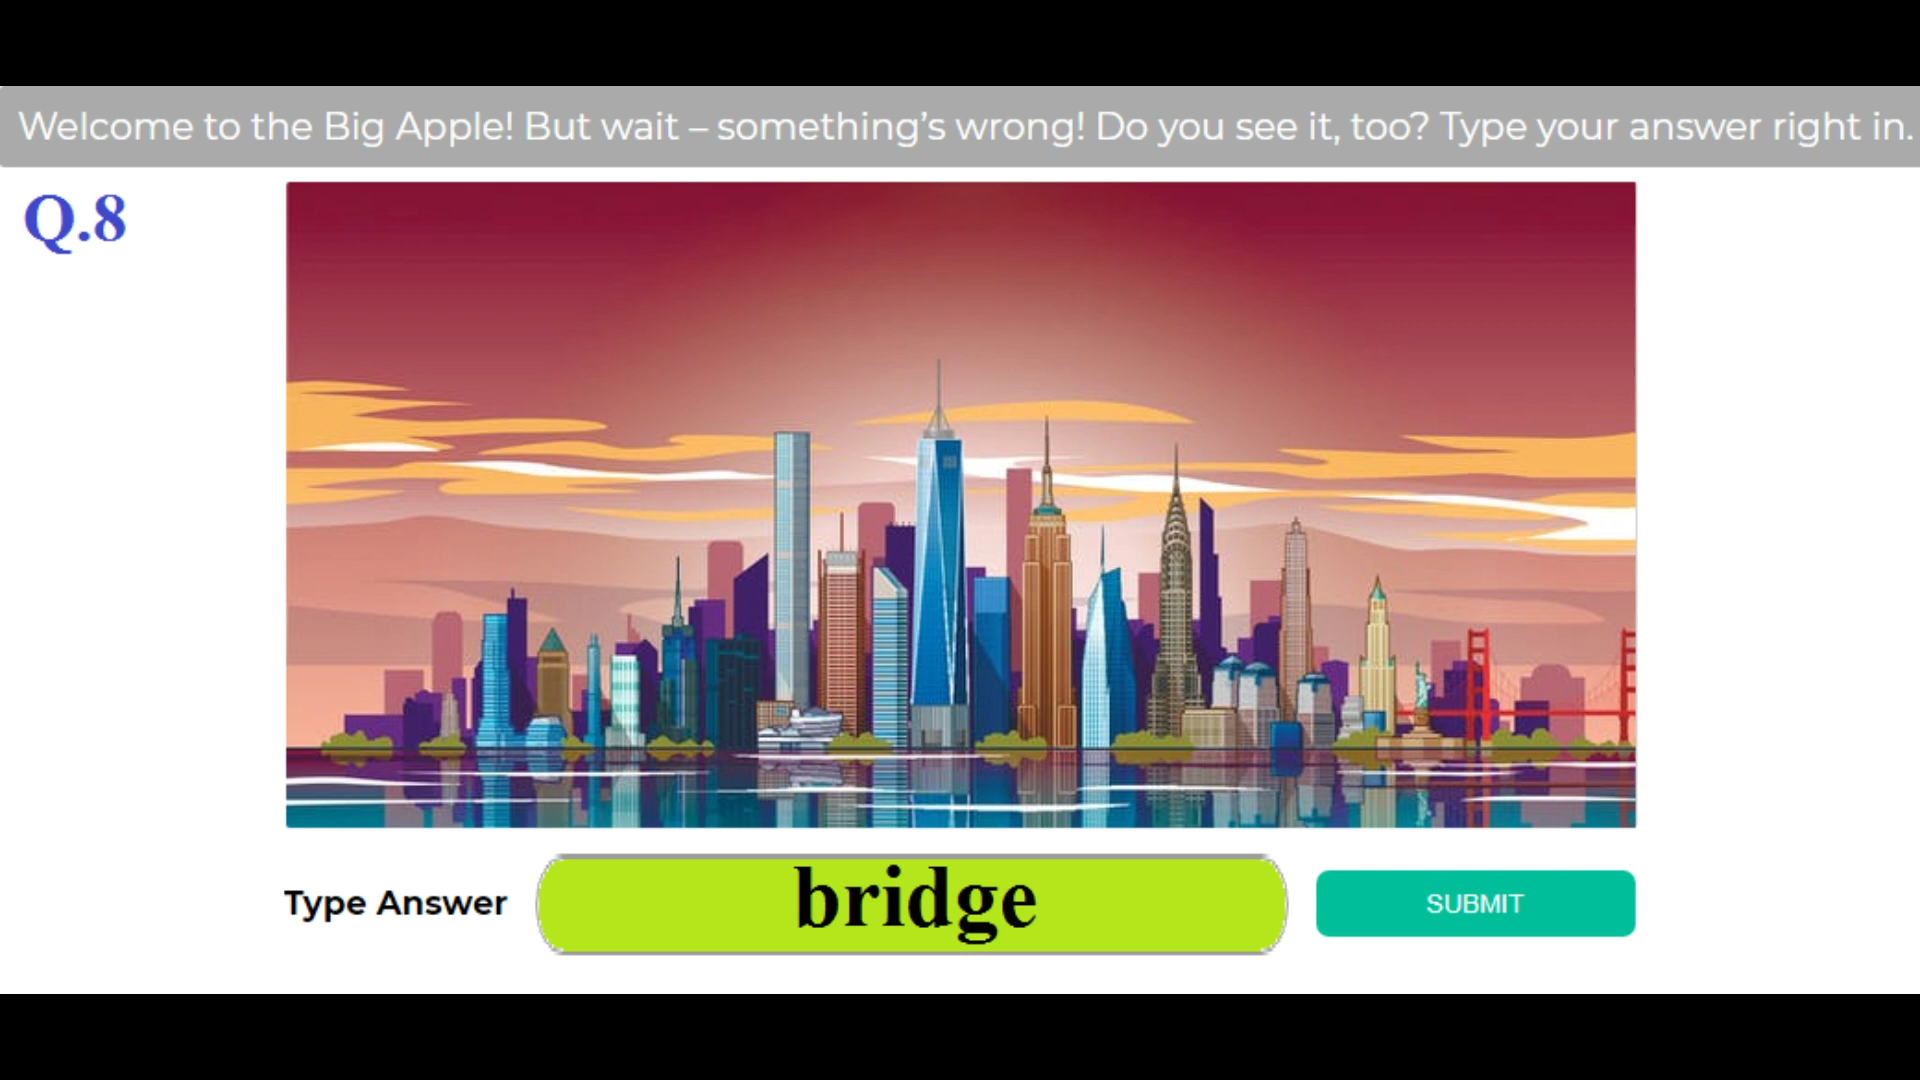 Welcome to the Big Apple! But wait – something’s wrong! Do you see it, too? Type your answer right in.
Q.8
Type Answer
bridge
SUBMIT